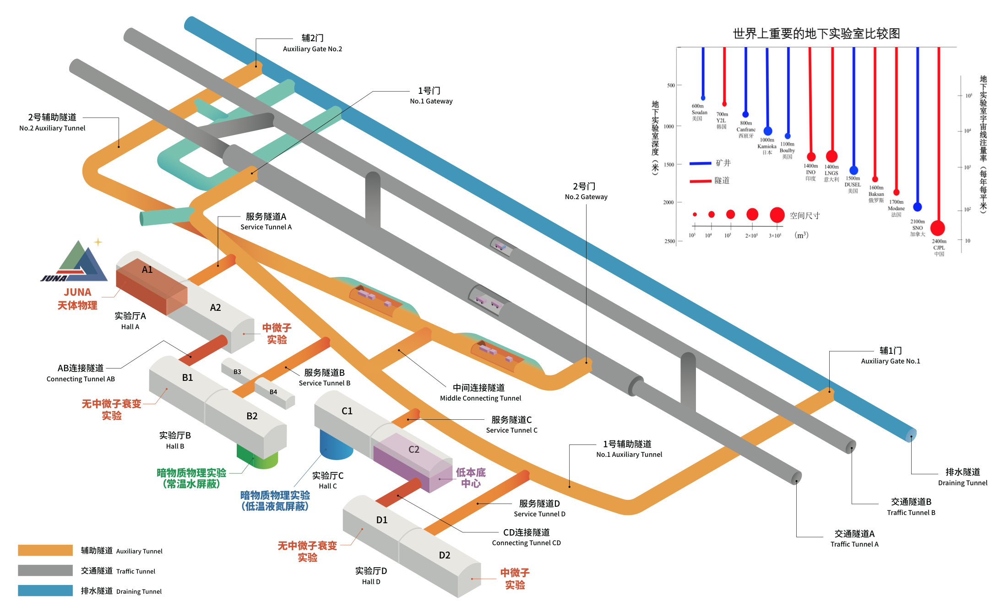 辅2门
Auxiliary Gate No.2
1号门
No.1 Gateway
2号辅助隧道
No.2 Auxiliary Tunnel
服务隧道A
Service Tunnel A
2号门
No.2 Gateway
JUNA
JUNA
天体物理
A1
A2
实验厅A
Hall A
中微子
实验
AB连接隧道
Connecting Tunnel AB
B1
B2
B3
B4
服务隧道B
Service Tunnel B
无中微子衰变
实验
实验厅B
Hall B
暗物质物理实验
（常温水屏蔽）
中间连接隧道
Middle Connecting Tunnel
C1
C2
服务隧道C
Service Tunnel C
实验厅C
Hall C
暗物质物理实验
（低温液氮屏蔽）
低本底
中心
1号辅助隧道
No.1 Auxiliary Tunnel
辅1门
Auxiliary Gate No.1
排水隧道
Draining Tunnel
交通隧道B
Traffic Tunnel B
交通隧道A
Traffic Tunnel A
服务隧道D
Service Tunnel D
CD连接隧道
Connecting Tunnel CD
D1
D2
无中微子衰变
实验
实验厅D
Hall D
中微子
实验
辅助隧道 Auxiliary Tunnel
交通隧道 Traffic Tunnel
排水隧道 Draining Tunnel
世界上重要的地下实验室比较图
地下实验室深度（米）
500
1000
1500
2000
2500
600m
Soudan
美国
700m
Y2L
韩国
800m
Canfranc
西班牙
1000m
Kamioka
日本
1100m
Boulby
英国
1400m
INO
印度
1400m
LNGS
意大利
1500m
DUSEL
美国
1600m
Baksan
俄罗斯
1700m
Modane
法国
2100m
SNO
加拿大
2400m
CJPL
中国
矿井
隧道
空间尺寸
10³
10⁴
10⁵
2×10⁵
3×10⁵
（m³）
10⁵
10⁴
10³
10²
10
地下实验室宇宙线注量率（每年每平米）